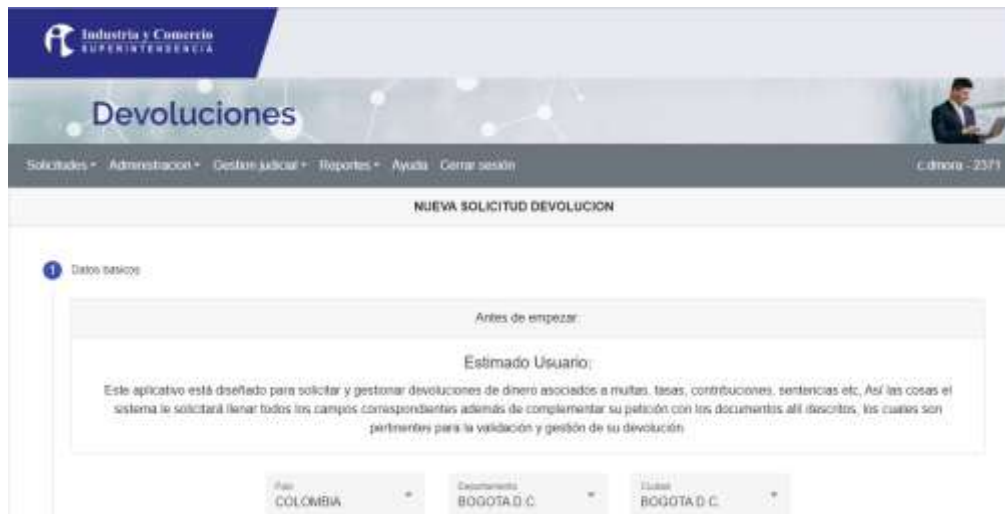 Industria y Comercio
SUPERINTENDENCIA
Devoluciones
Solicitudes Administracion Gestion judicial Reportes Ayuda Cerrar sesión c.dmora - 2371
NUEVA SOLICITUD DEVOLUCION
1 Datos basicos
Antes de empezar
Estimado Usuario:
Este aplicativo está diseñado para solicitar y gestionar devoluciones de dinero asociados a multas, tasas, contribuciones, sentencias etc, Así las cosas el
sistema le solicitará llenar todos los campos correspondientes además de complementar su petición con los documentos allí descritos, los cuales son
pertinentes para la validación y gestión de su devolución.
País Departamento Ciudad
COLOMBIA BOGOTA D.C. BOGOTA D.C.